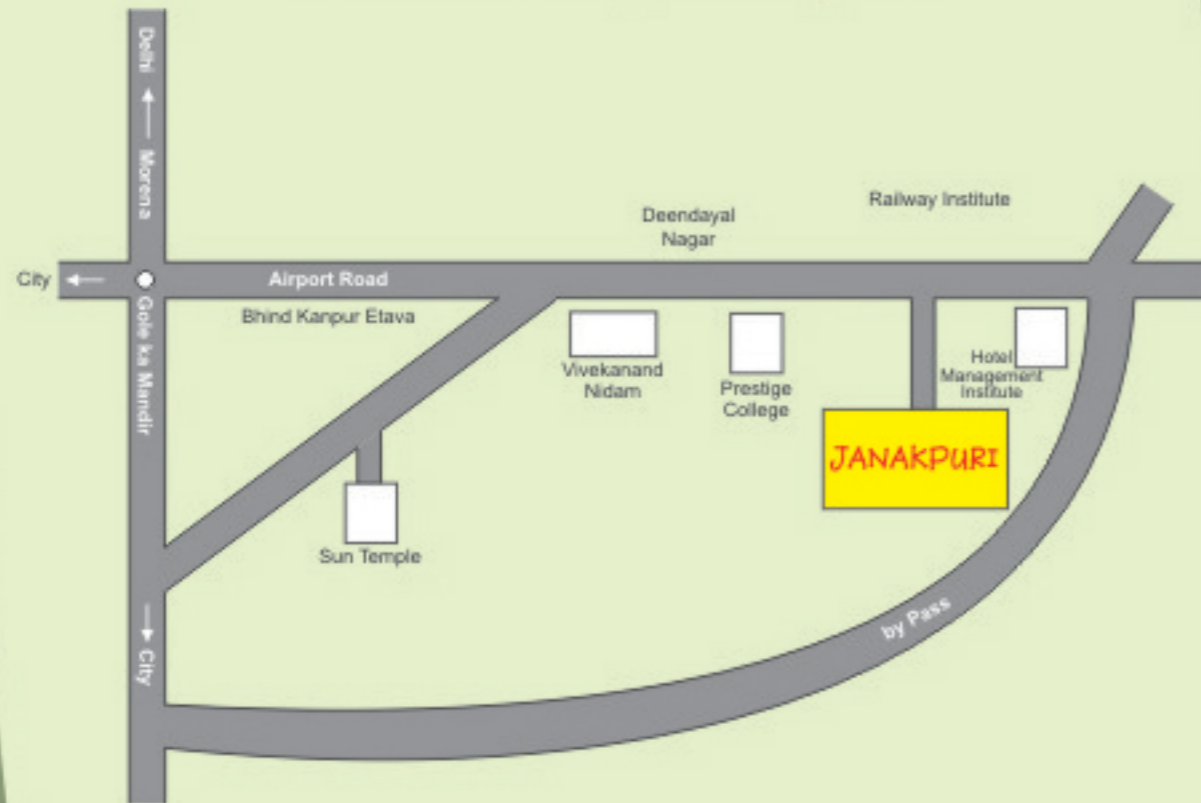 Delhi
Morena
Railway Institute
Deendayal
Nagar
City
Airport Road
Bhind Kanpur Etava
Gole ka Mandir
Vivekanand
Nidam
Prestige
College
Hotel
Management
Institute
JANAKPURI
Sun Temple
by Pass
City